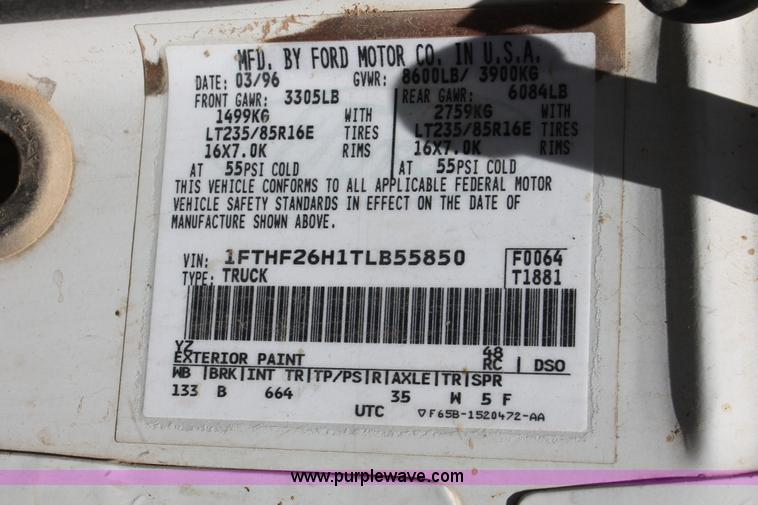 MFD. BY FORD MOTOR CO. IN U.S.A.
DATE: 03/96 GVWR: 8600LB/ 3900KG
FRONT GAWR: 3305LB REAR GAWR: 6084LB
1499KG WITH 2759KG WITH
LT235/85R16E TIRES LT235/85R16E TIRES
16X7.0K RIMS 16X7.0K RIMS
AT 55PSI COLD AT 55PSI COLD
THIS VEHICLE CONFORMS TO ALL APPLICABLE FEDERAL MOTOR
VEHICLE SAFETY STANDARDS IN EFFECT ON THE DATE OF
MANUFACTURE SHOWN ABOVE.
VIN: 1FTHF26H1TLB55850 F0064
TYPE: TRUCK T1881
YZ 48
EXTERIOR PAINT RC DSO
WB BRK INT TR TP/PS R AXLE TR SPR
133 B 664 35 W 5 F
UTC F65B-1520472-AA
www.purplewave.com